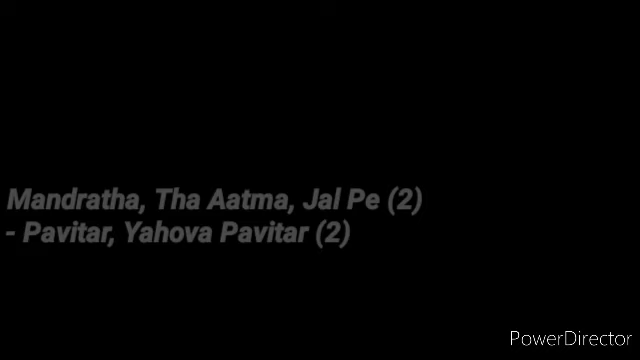 Mandratha, Tha Aatma, Jal Pe (2)
- Pavitar, Yahova Pavitar (2)
PowerDirector